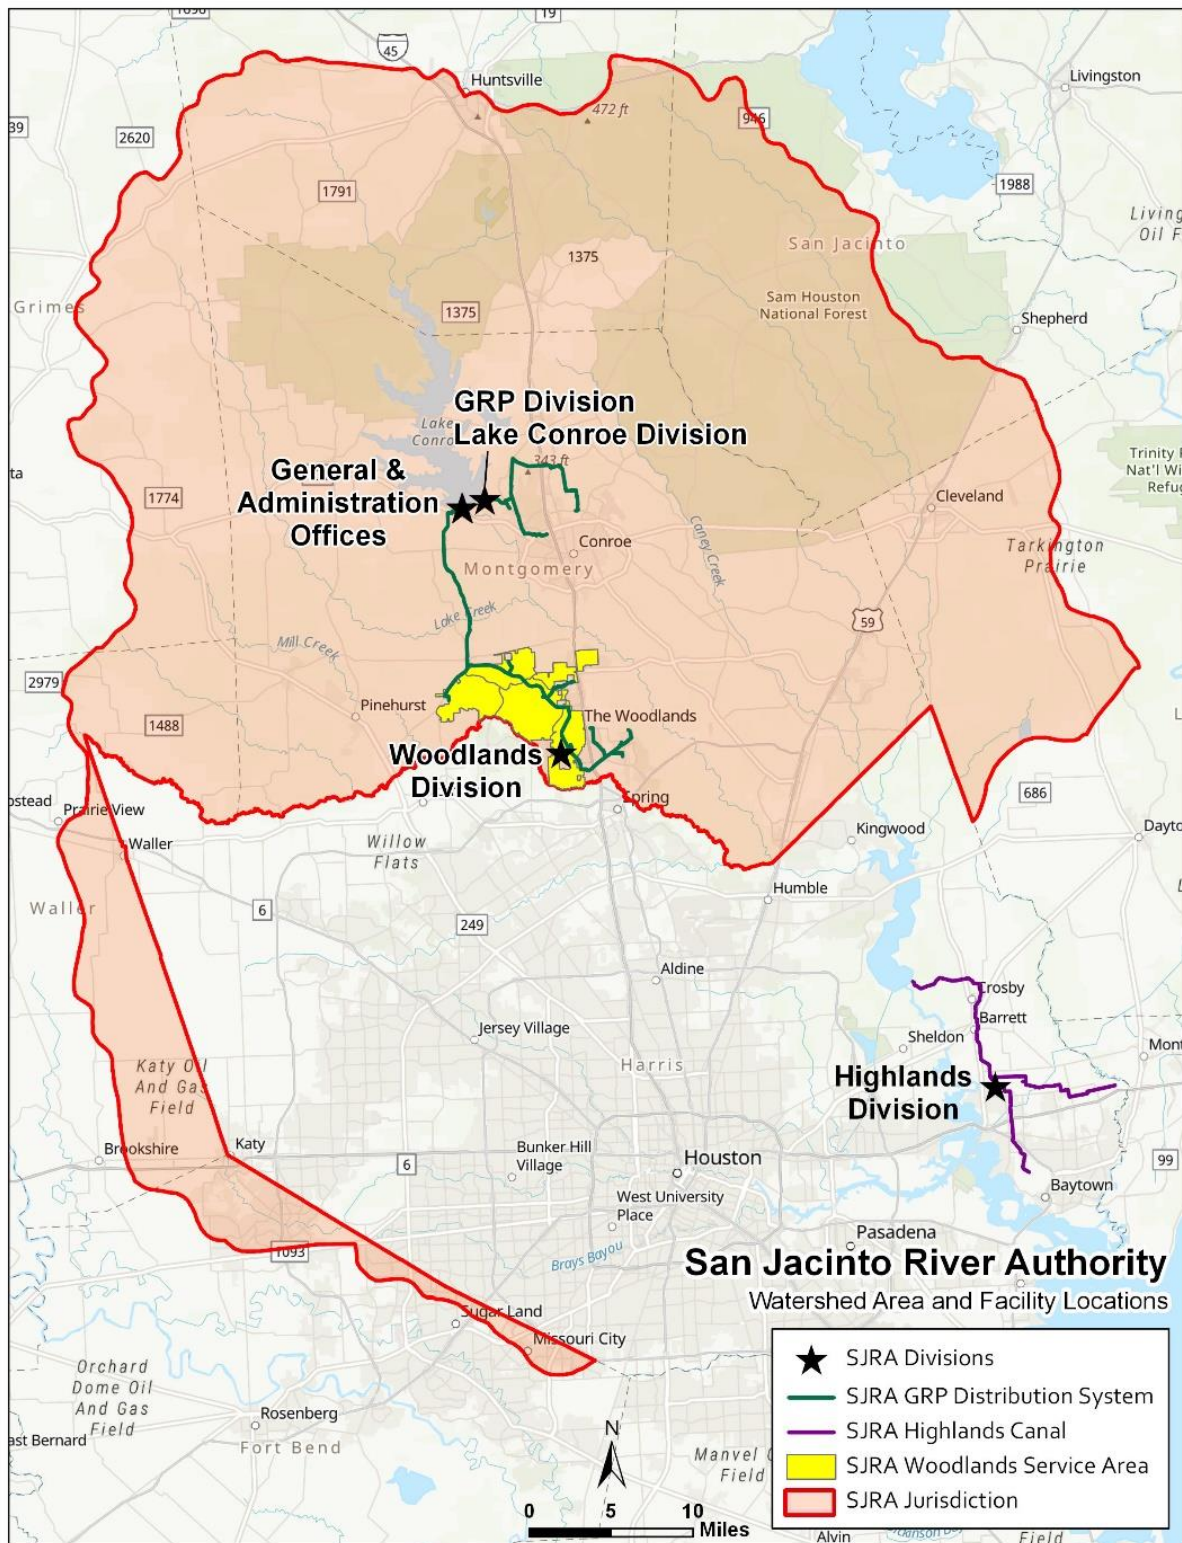 1696
19
45
Huntsville
Livingston
39
2620
472 ft
946
1791
1988
San Jacinto
1375
Sam Houston
National Forest
Grimes
1375
Shepherd
GRP Division
Lake Conroe Division
Lake
343 ft
General &
Administration
Offices
Trinity
Nat'l
1774
Cleveland
Conroe
Caney Creek
Tarkington
Prairie
Montgomery
Lake Creek
59
Mill Creek
2979
Pinehurst
1488
The Woodlands
Woodlands
Division
Spring
686
Prairie View
Kingwood
Willow
Flats
Waller
Humble
Waller
6
249
Aldine
Crosby
Barrett
Jersey Village
Sheldon
Harris
Katy Oil
And Gas
Field
Highlands
Division
Brookshire
Katy
6
Bunker Hill
Village
Houston
99
West University
Place
Baytown
Pasadena
1093
Brays Bayou
San Jacinto River Authority
Watershed Area and Facility Locations
Sugar Land
Missouri City
Orchard
Dome Oil
And Gas
Field
Rosenberg
Fort Bend
East Bernard
N
Manvel
Field
0 5 10
Miles
Alvin
Field
SJRA Divisions
SJRA GRP Distribution System
SJRA Highlands Canal
SJRA Woodlands Service Area
SJRA Jurisdiction